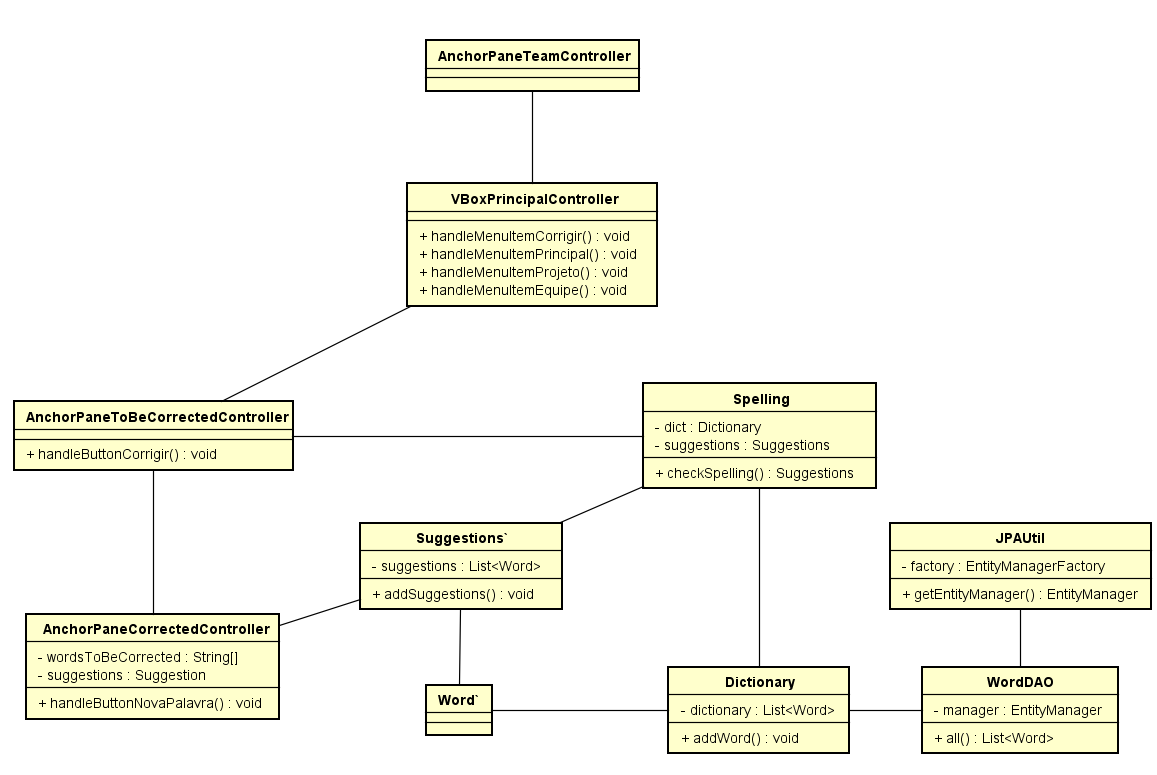 AnchorPaneTeamController
VBoxPrincipalController
+ handleMenuItemCorrigir() : void
+ handleMenuItemPrincipal() : void
+ handleMenuItemProjeto() : void
+ handleMenuItemEquipe() : void
AnchorPaneToBeCorrectedController
+ handleButtonCorrigir() : void
Spelling
- dict : Dictionary
- suggestions : Suggestions
+ checkSpelling() : Suggestions
Suggestions`
- suggestions : List<Word>
+ addSuggestions() : void
JPAUtil
- factory : EntityManagerFactory
+ getEntityManager() : EntityManager
AnchorPaneCorrectedController
- wordsToBeCorrected : String[]
- suggestions : Suggestion
+ handleButtonNovaPalavra() : void
Word`
Dictionary
- dictionary : List<Word>
+ addWord() : void
WordDAO
- manager : EntityManager
+ all() : List<Word>